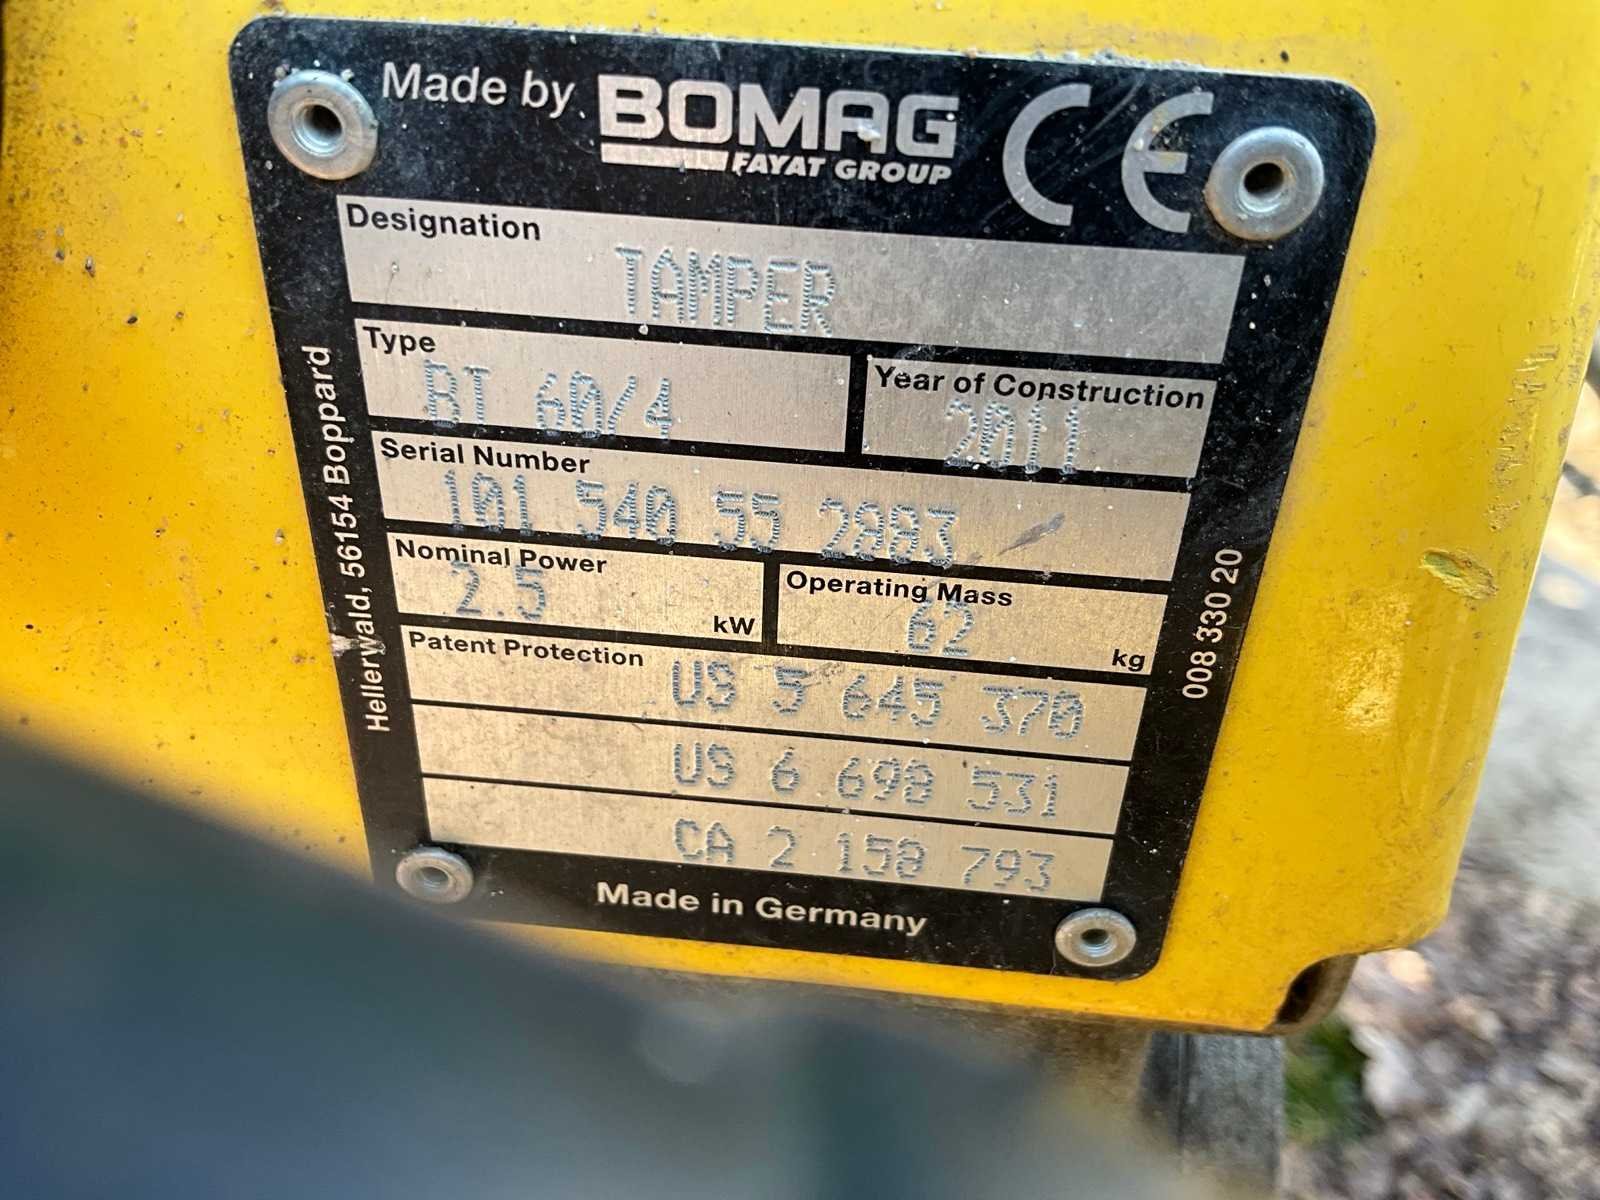 Made by BOMAG
FAYAT GROUP
CE
Designation
TAMPER
Type
BT 60/4
Year of Construction
2011
Serial Number
101 540 55 2883
Nominal Power
2.5
kW
Operating Mass
62
kg
Patent Protection
US 5 645 370
US 6 698 531
CA 2 158 793
Made in Germany
Hellerwald, 56154 Boppard
008 330 20